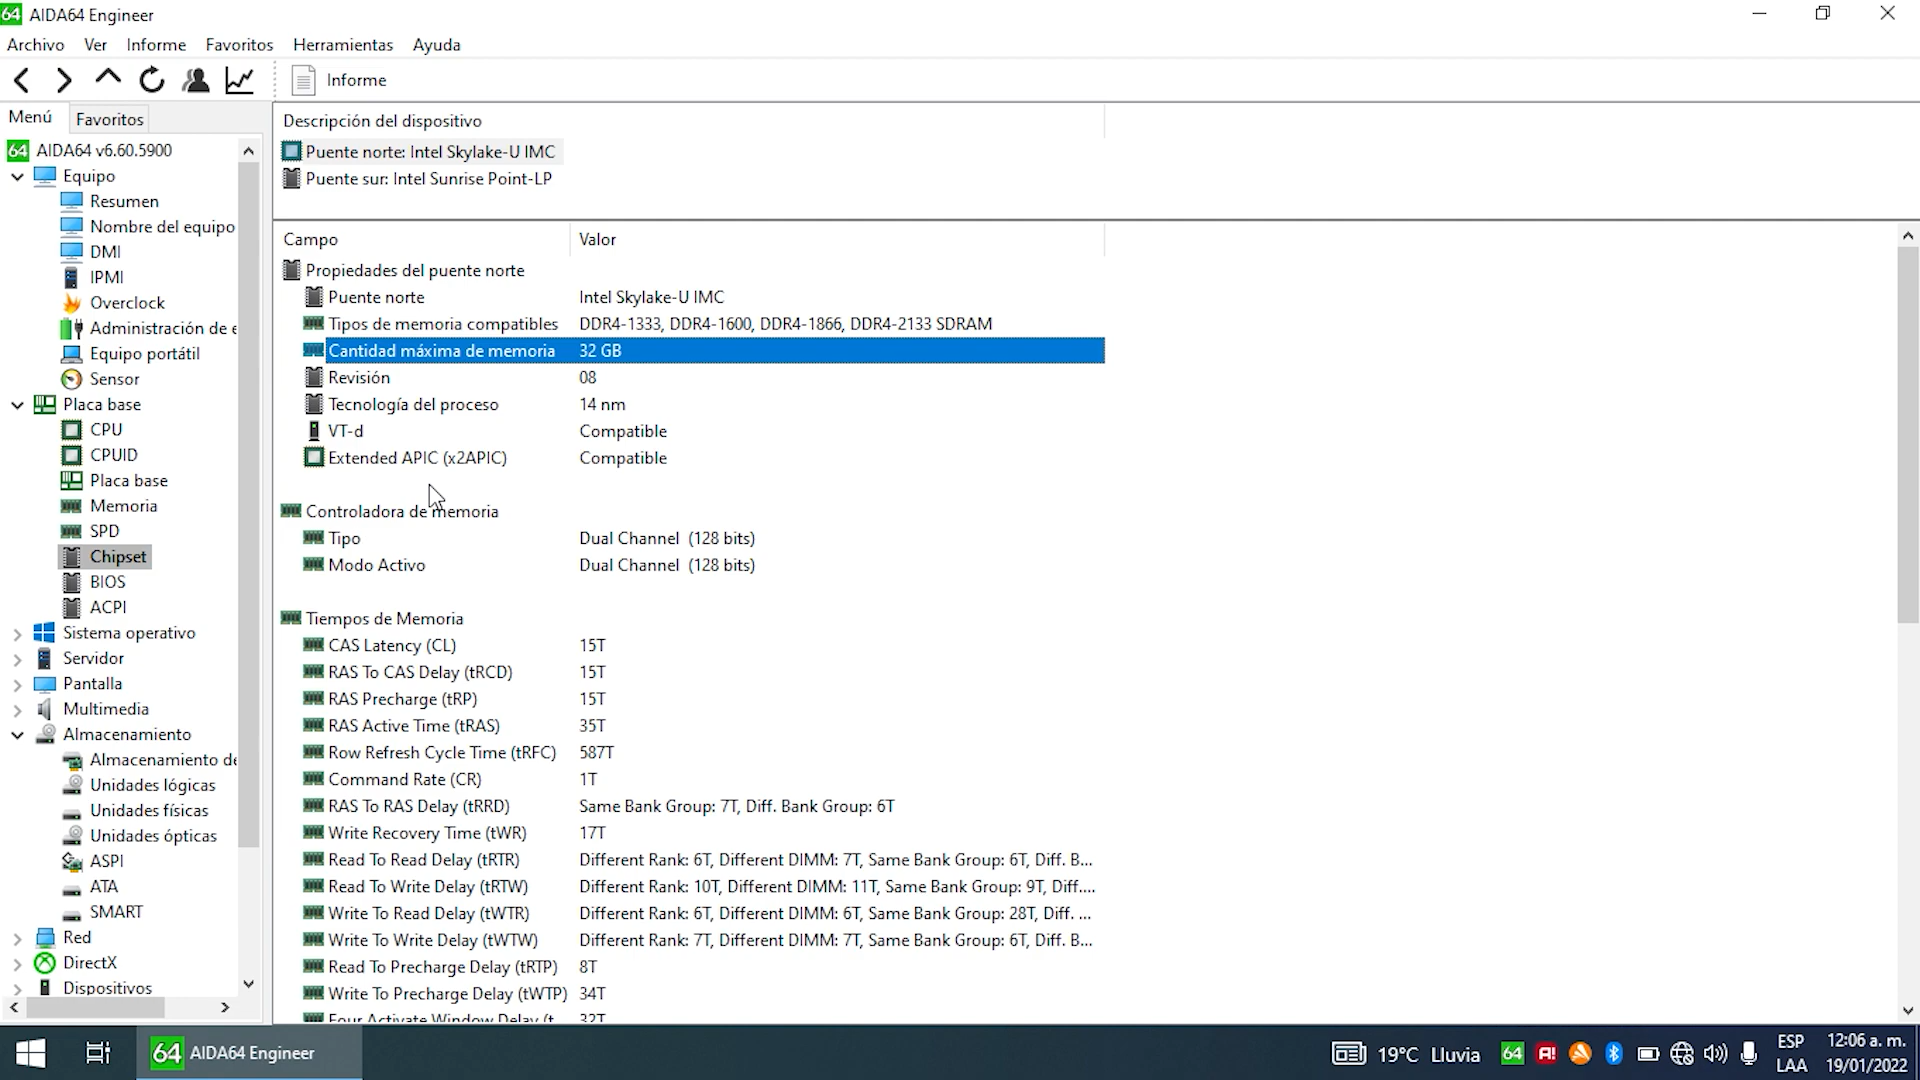 64 AIDA64 Engineer
Archivo Ver Informe Favoritos Herramientas Ayuda
Informe
Menú Favoritos
64 AIDA64 v6.60.5900
Equipo
Resumen
Nombre del equipo
DMI
IPMI
Overclock
Administración de e
Equipo portátil
Sensor
Placa base
CPU
CPUID
Placa base
Memoria
SPD
Chipset
BIOS
ACPI
Sistema operativo
Servidor
Pantalla
Multimedia
Almacenamiento
Almacenamiento de
Unidades lógicas
Unidades físicas
Unidades ópticas
ASPI
ATA
SMART
Red
DirectX
Dispositivos
Descripción del dispositivo
Puente norte: Intel Skylake-U IMC
Puente sur: Intel Sunrise Point-LP
Campo Valor
Propiedades del puente norte
Puente norte Intel Skylake-U IMC
Tipos de memoria compatibles DDR4-1333, DDR4-1600, DDR4-1866, DDR4-2133 SDRAM
Cantidad máxima de memoria 32 GB
Revisión 08
Tecnología del proceso 14 nm
VT-d Compatible
Extended APIC (x2APIC) Compatible
Controladora de memoria
Tipo Dual Channel (128 bits)
Modo Activo Dual Channel (128 bits)
Tiempos de Memoria
CAS Latency (CL) 15T
RAS To CAS Delay (tRCD) 15T
RAS Precharge (tRP) 15T
RAS Active Time (tRAS) 35T
Row Refresh Cycle Time (tRFC) 587T
Command Rate (CR) 1T
RAS To RAS Delay (tRRD) Same Bank Group: 7T, Diff. Bank Group: 6T
Write Recovery Time (tWR) 17T
Read To Read Delay (tRTR) Different Rank: 6T, Different DIMM: 7T, Same Bank Group: 6T, Diff. B...
Read To Write Delay (tRTW) Different Rank: 10T, Different DIMM: 11T, Same Bank Group: 9T, Diff....
Write To Read Delay (tWTR) Different Rank: 6T, Different DIMM: 6T, Same Bank Group: 28T, Diff. ...
Write To Write Delay (tWTW) Different Rank: 7T, Different DIMM: 7T, Same Bank Group: 6T, Diff. B...
Read To Precharge Delay (tRTP) 8T
Write To Precharge Delay (tWTP) 34T
Four Activate Window Delay (t... 32T
64 AIDA64 Engineer
19°C Lluvia
64
ESP
LAA
12:06 a. m.
19/01/2022